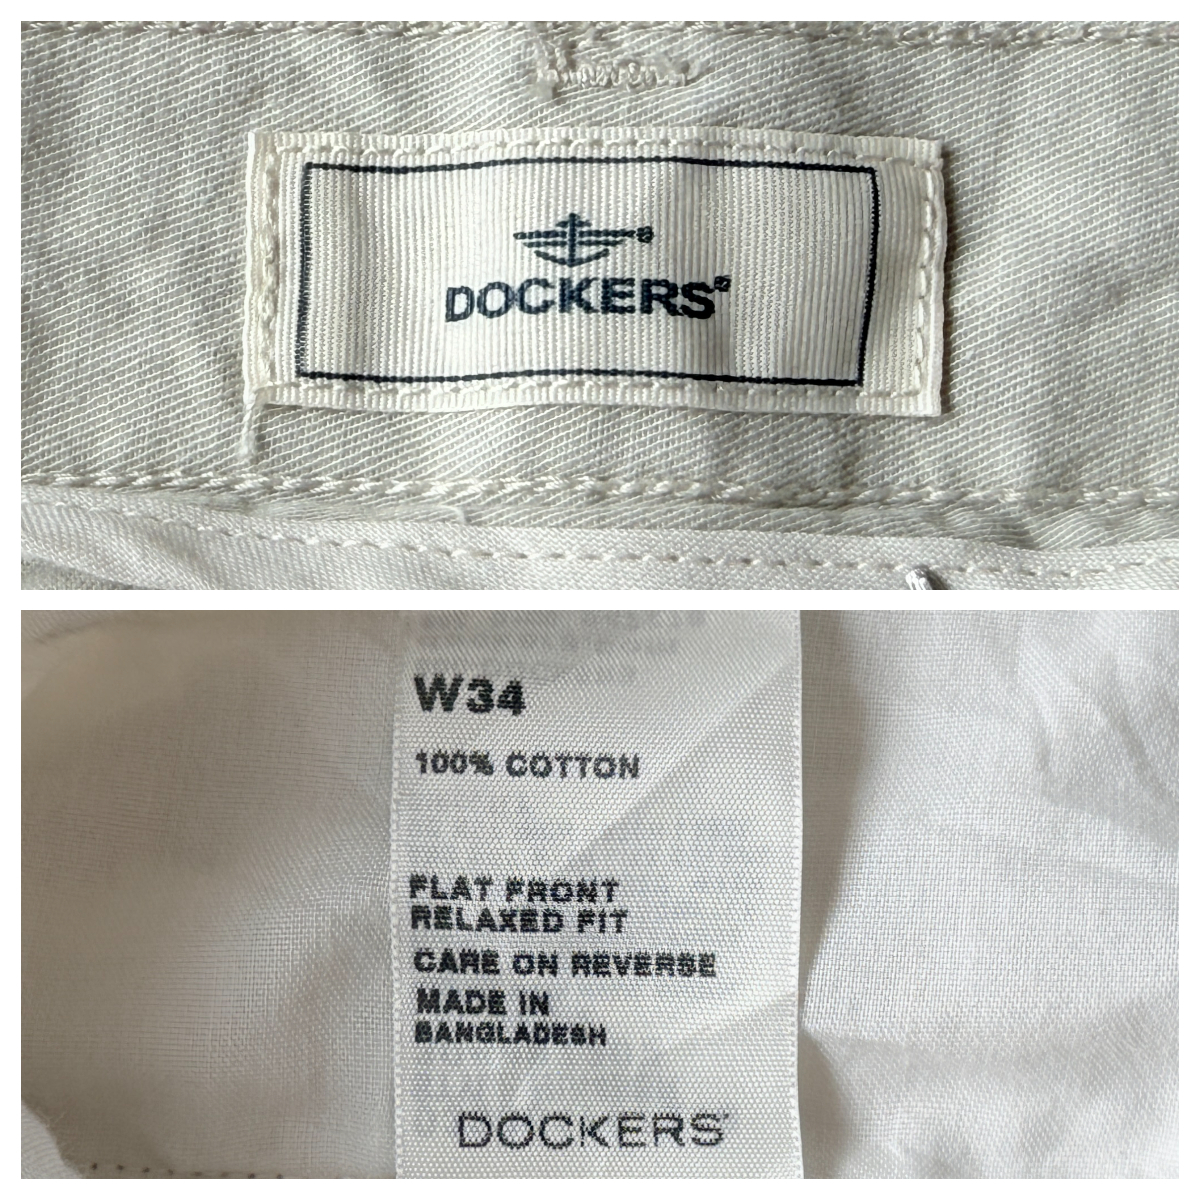 DOCKERS®
W34
100% COTTON
FLAT FRONT
RELAXED FIT
CARE ON REVERSE
MADE IN
BANGLADESH
DOCKERS®